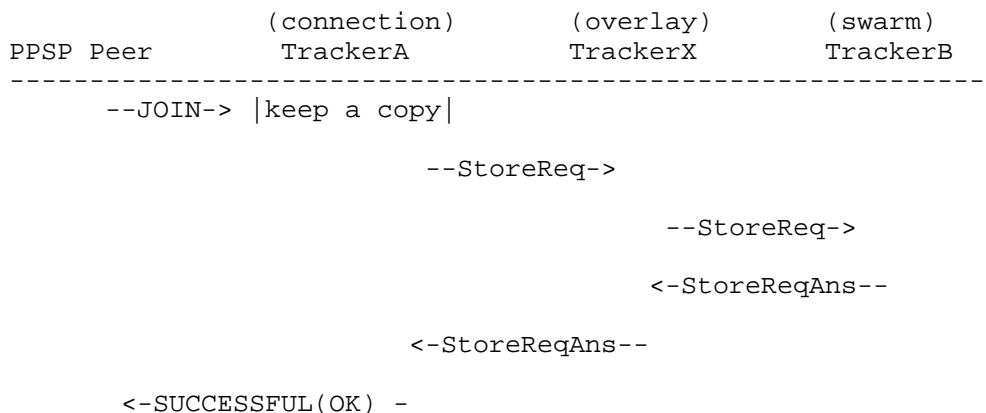 (connection) (overlay) (swarm)
PPSP Peer TrackerA TrackerX TrackerB
-------------------------------------------------------------
--JOIN-> |keep a copy|
--StoreReq->
--StoreReq->
<-StoreReqAns--
<-StoreReqAns--
<-SUCCESSFUL(OK) -